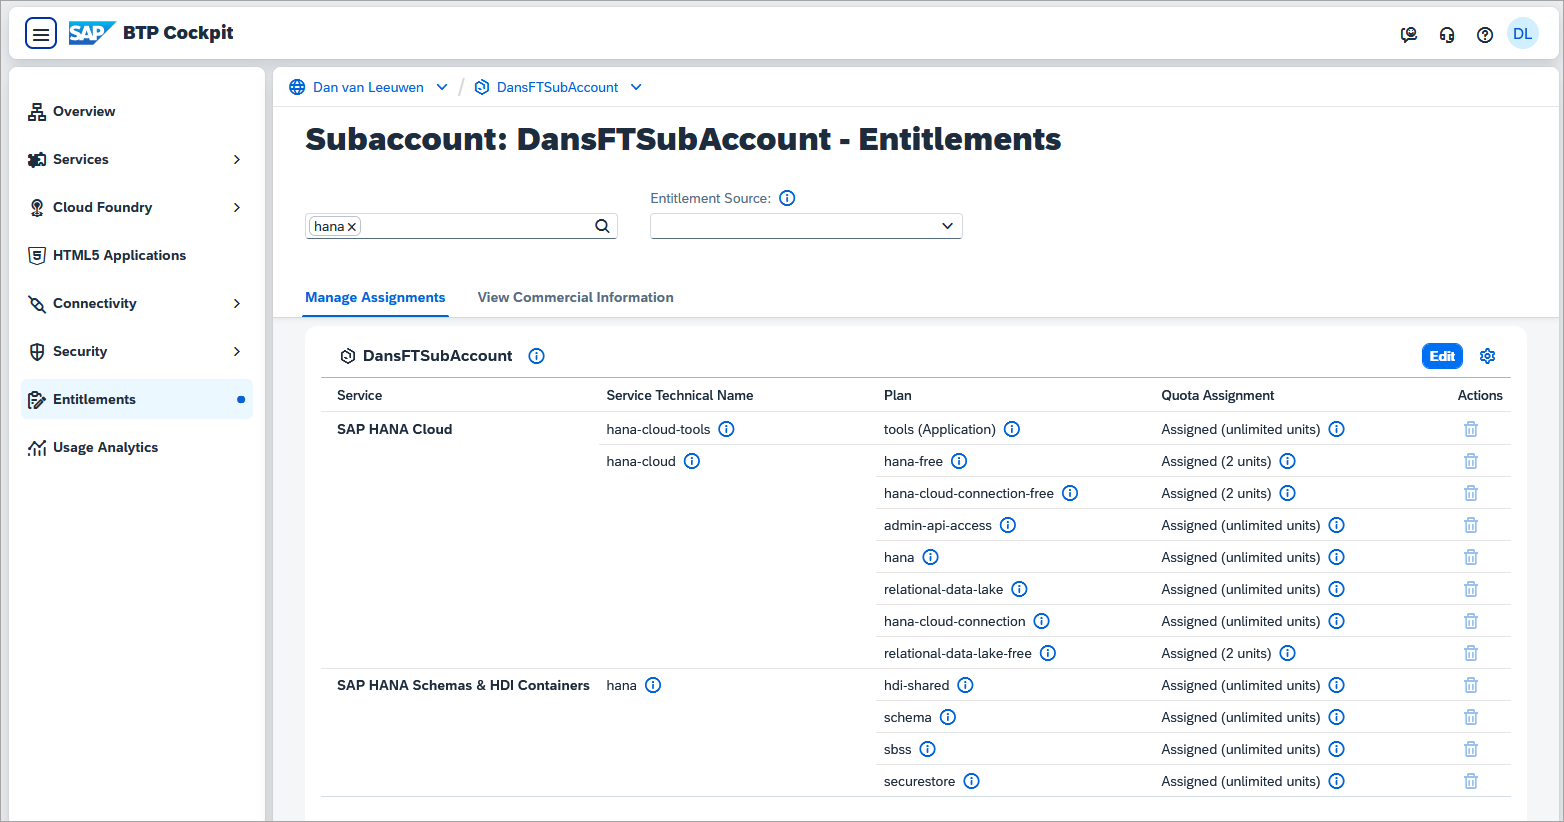 SAP BTP Cockpit
DL
Overview
Services
Cloud Foundry
HTML5 Applications
Connectivity
Security
Entitlements
Usage Analytics
Dan van Leeuwen / DansFTSubAccount
Subaccount: DansFTSubAccount - Entitlements
Entitlement Source:
hana
Manage Assignments View Commercial Information
DansFTSubAccount Edit
Service Service Technical Name Plan Quota Assignment Actions
SAP HANA Cloud hana-cloud-tools tools (Application) Assigned (unlimited units)
hana-cloud hana-free Assigned (2 units)
hana-cloud-connection-free Assigned (2 units)
admin-api-access Assigned (unlimited units)
hana Assigned (unlimited units)
relational-data-lake Assigned (unlimited units)
hana-cloud-connection Assigned (unlimited units)
relational-data-lake-free Assigned (2 units)
SAP HANA Schemas & HDI Containers hana hdi-shared Assigned (unlimited units)
schema Assigned (unlimited units)
sbss Assigned (unlimited units)
securestore Assigned (unlimited units)